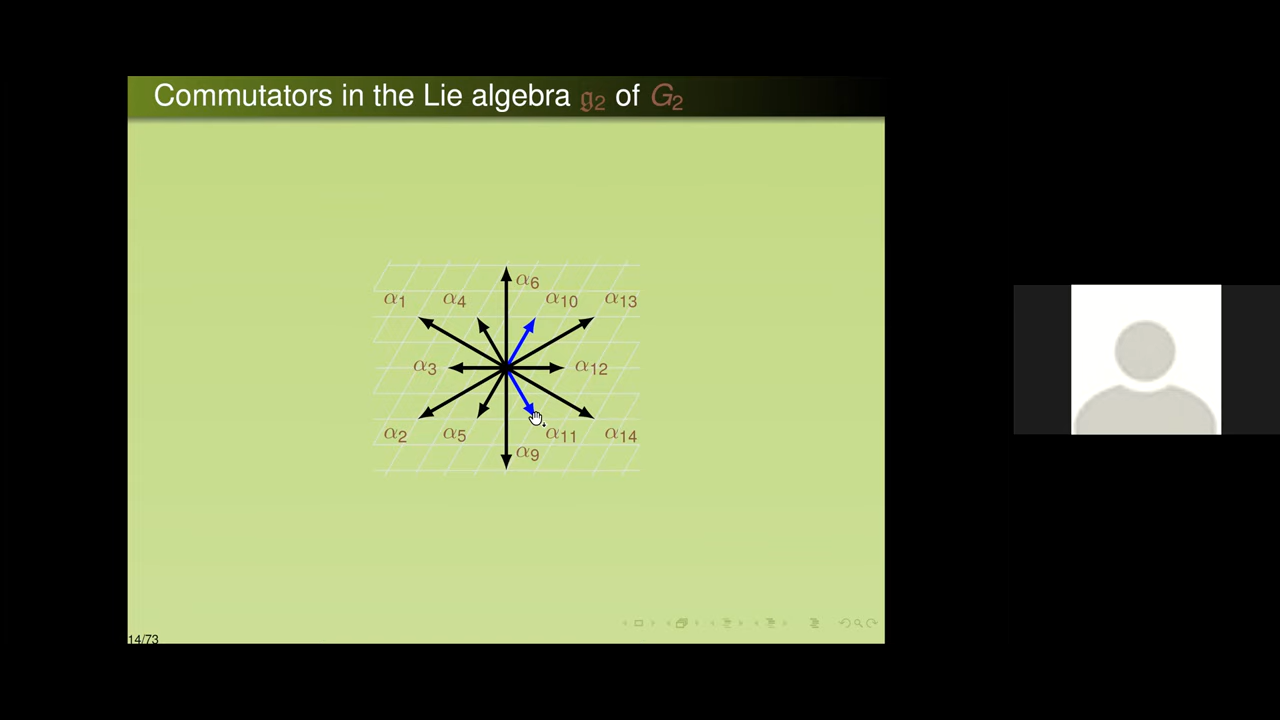 Commutators in the Lie algebra 𝔤₂ of G₂
α₆
α₁ α₄ α₁₀ α₁₃
α₃ α₁₂
α₂ α₅ α₁₁ α₁₄
α₉
14/73